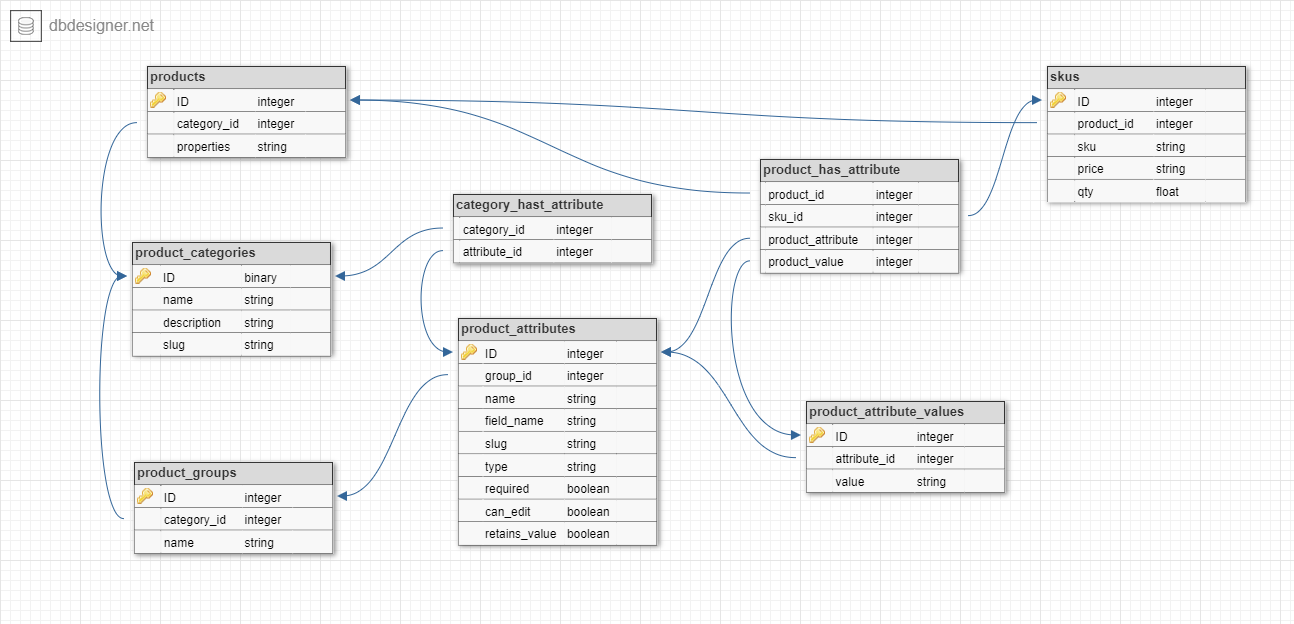 dbdesigner.net
products
ID integer
category_id integer
properties string
skus
ID integer
product_id integer
sku string
price string
qty float
product_has_attribute
product_id integer
sku_id integer
product_attribute integer
product_value integer
category_hast_attribute
category_id integer
attribute_id integer
product_categories
ID binary
name string
description string
slug string
product_attributes
ID integer
group_id integer
name string
field_name string
slug string
type string
required boolean
can_edit boolean
retains_value boolean
product_attribute_values
ID integer
attribute_id integer
value string
product_groups
ID integer
category_id integer
name string